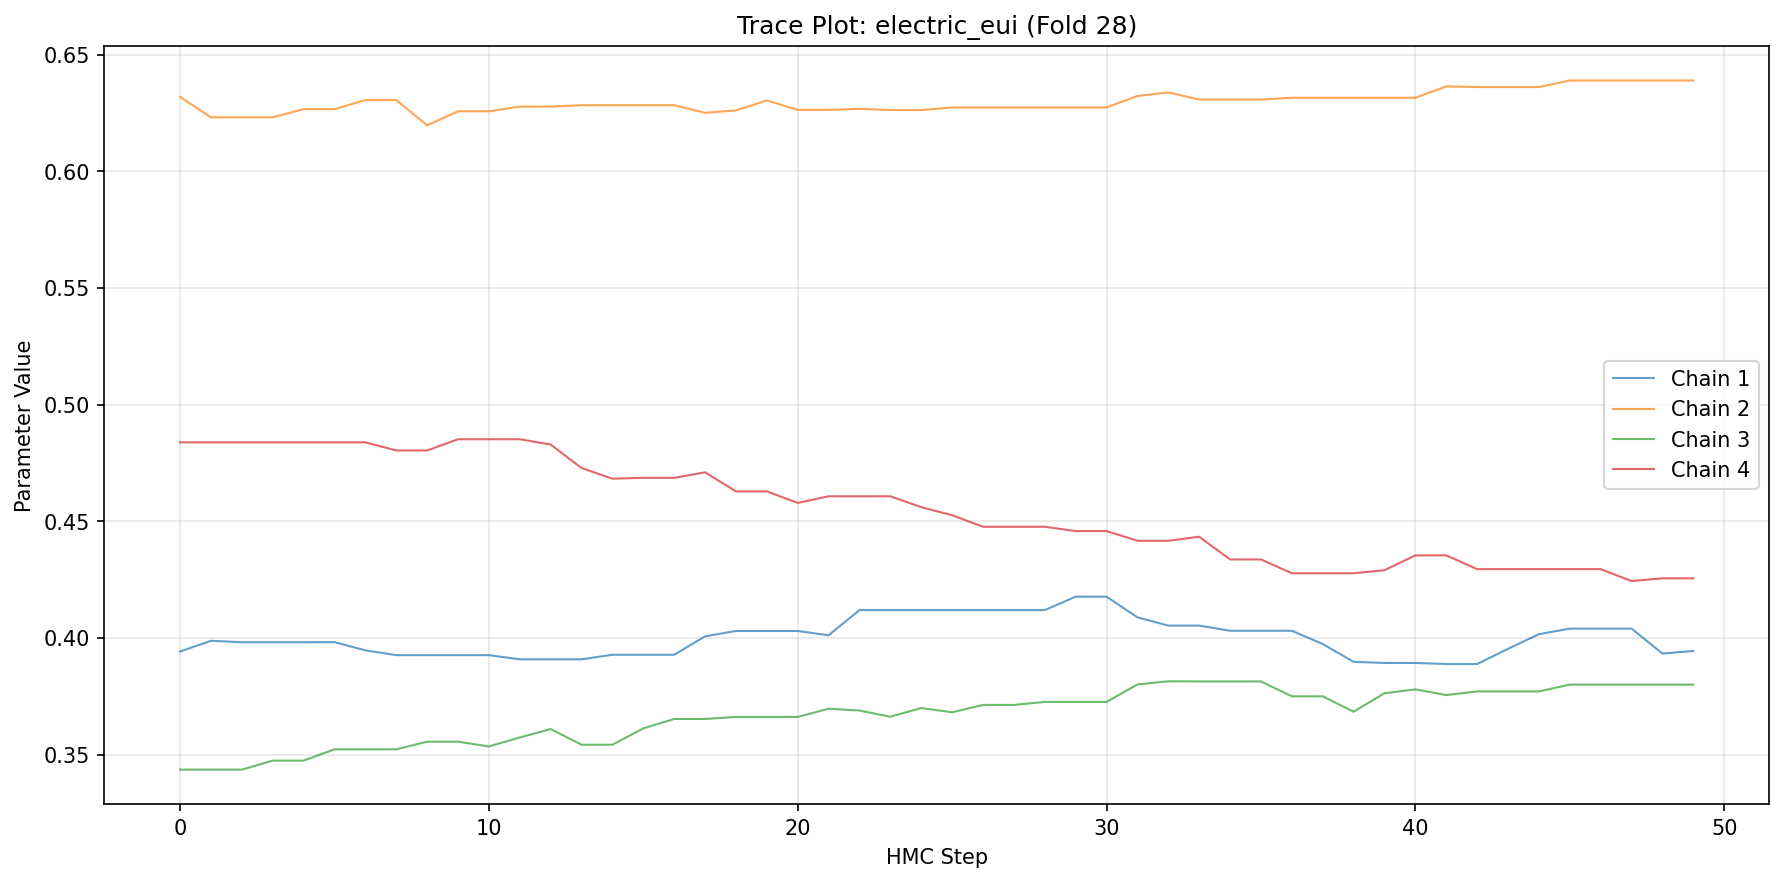 Trace Plot: electric_eui (Fold 28)
0.65
0.60
0.55
0.50
0.45
0.40
0.35
Parameter Value
Chain 1
Chain 2
Chain 3
Chain 4
0
10
20
30
40
50
HMC Step